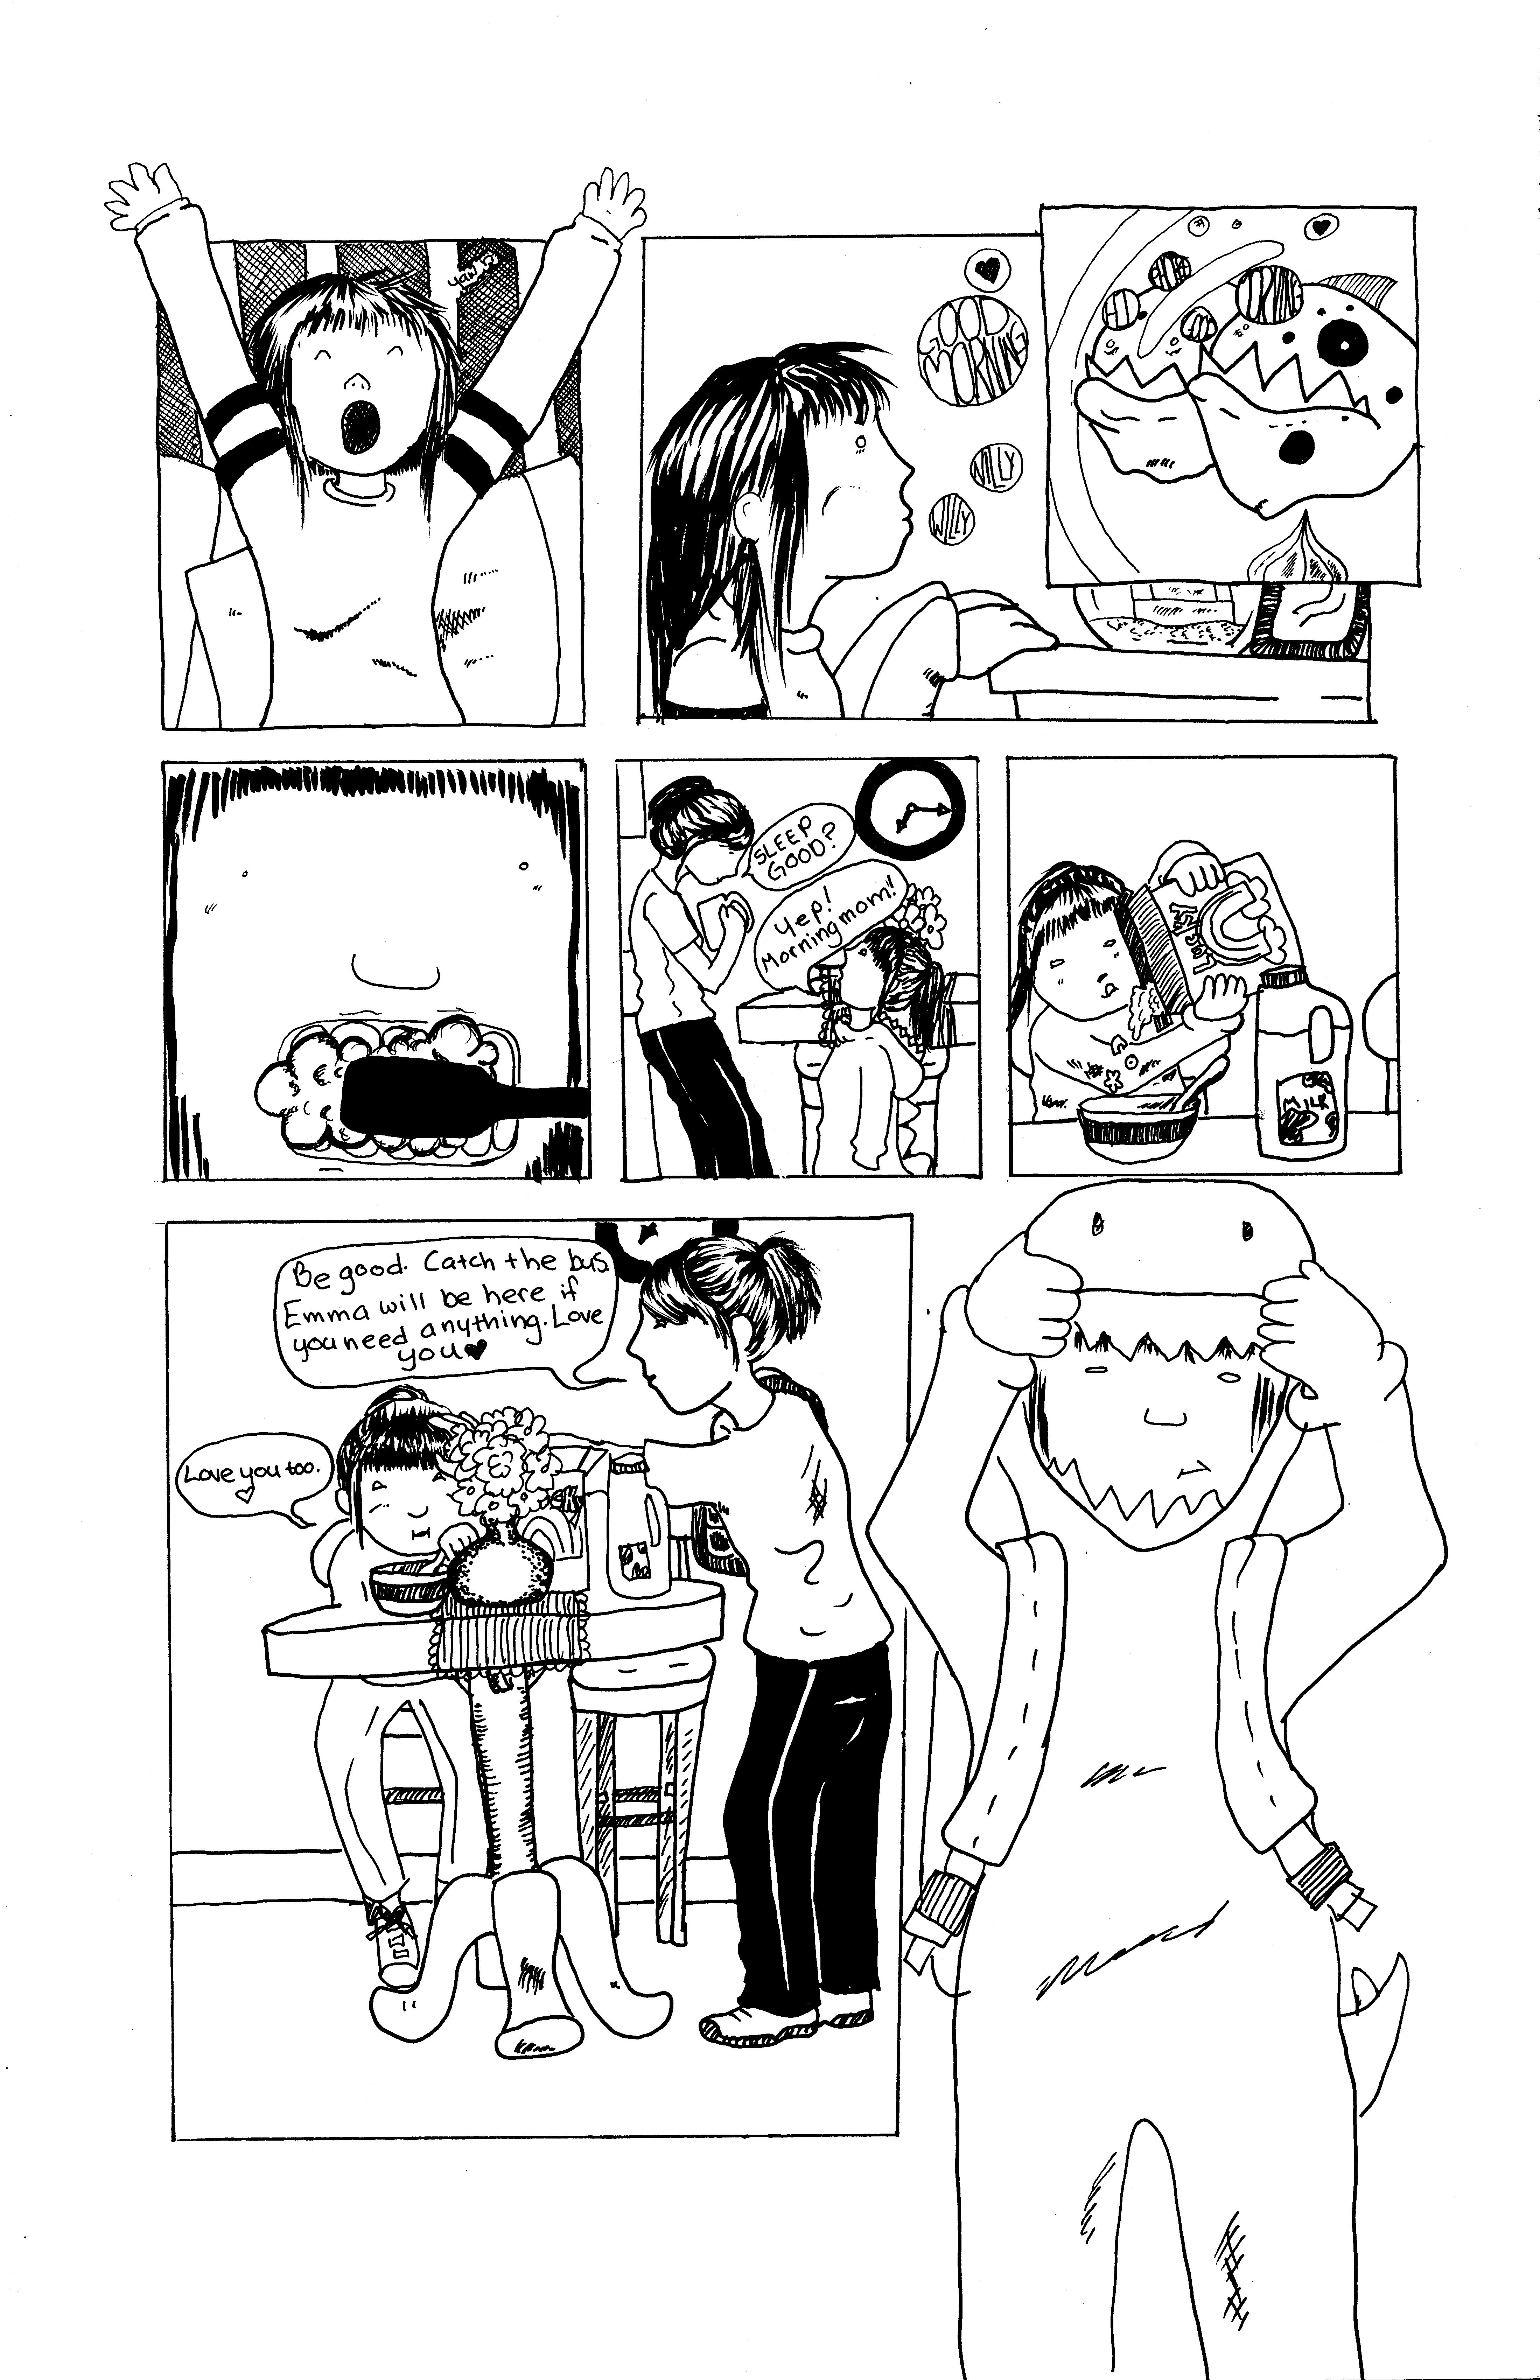 yawn
GOOD
MORNING
WILLY
WILLY
SLEEP
GOOD?
Yep!
Morning mom!!
Lucky
MILK
Be good. Catch the bus.
Emma will be here if
you need anything. Love
you♥
Love you too.
♡